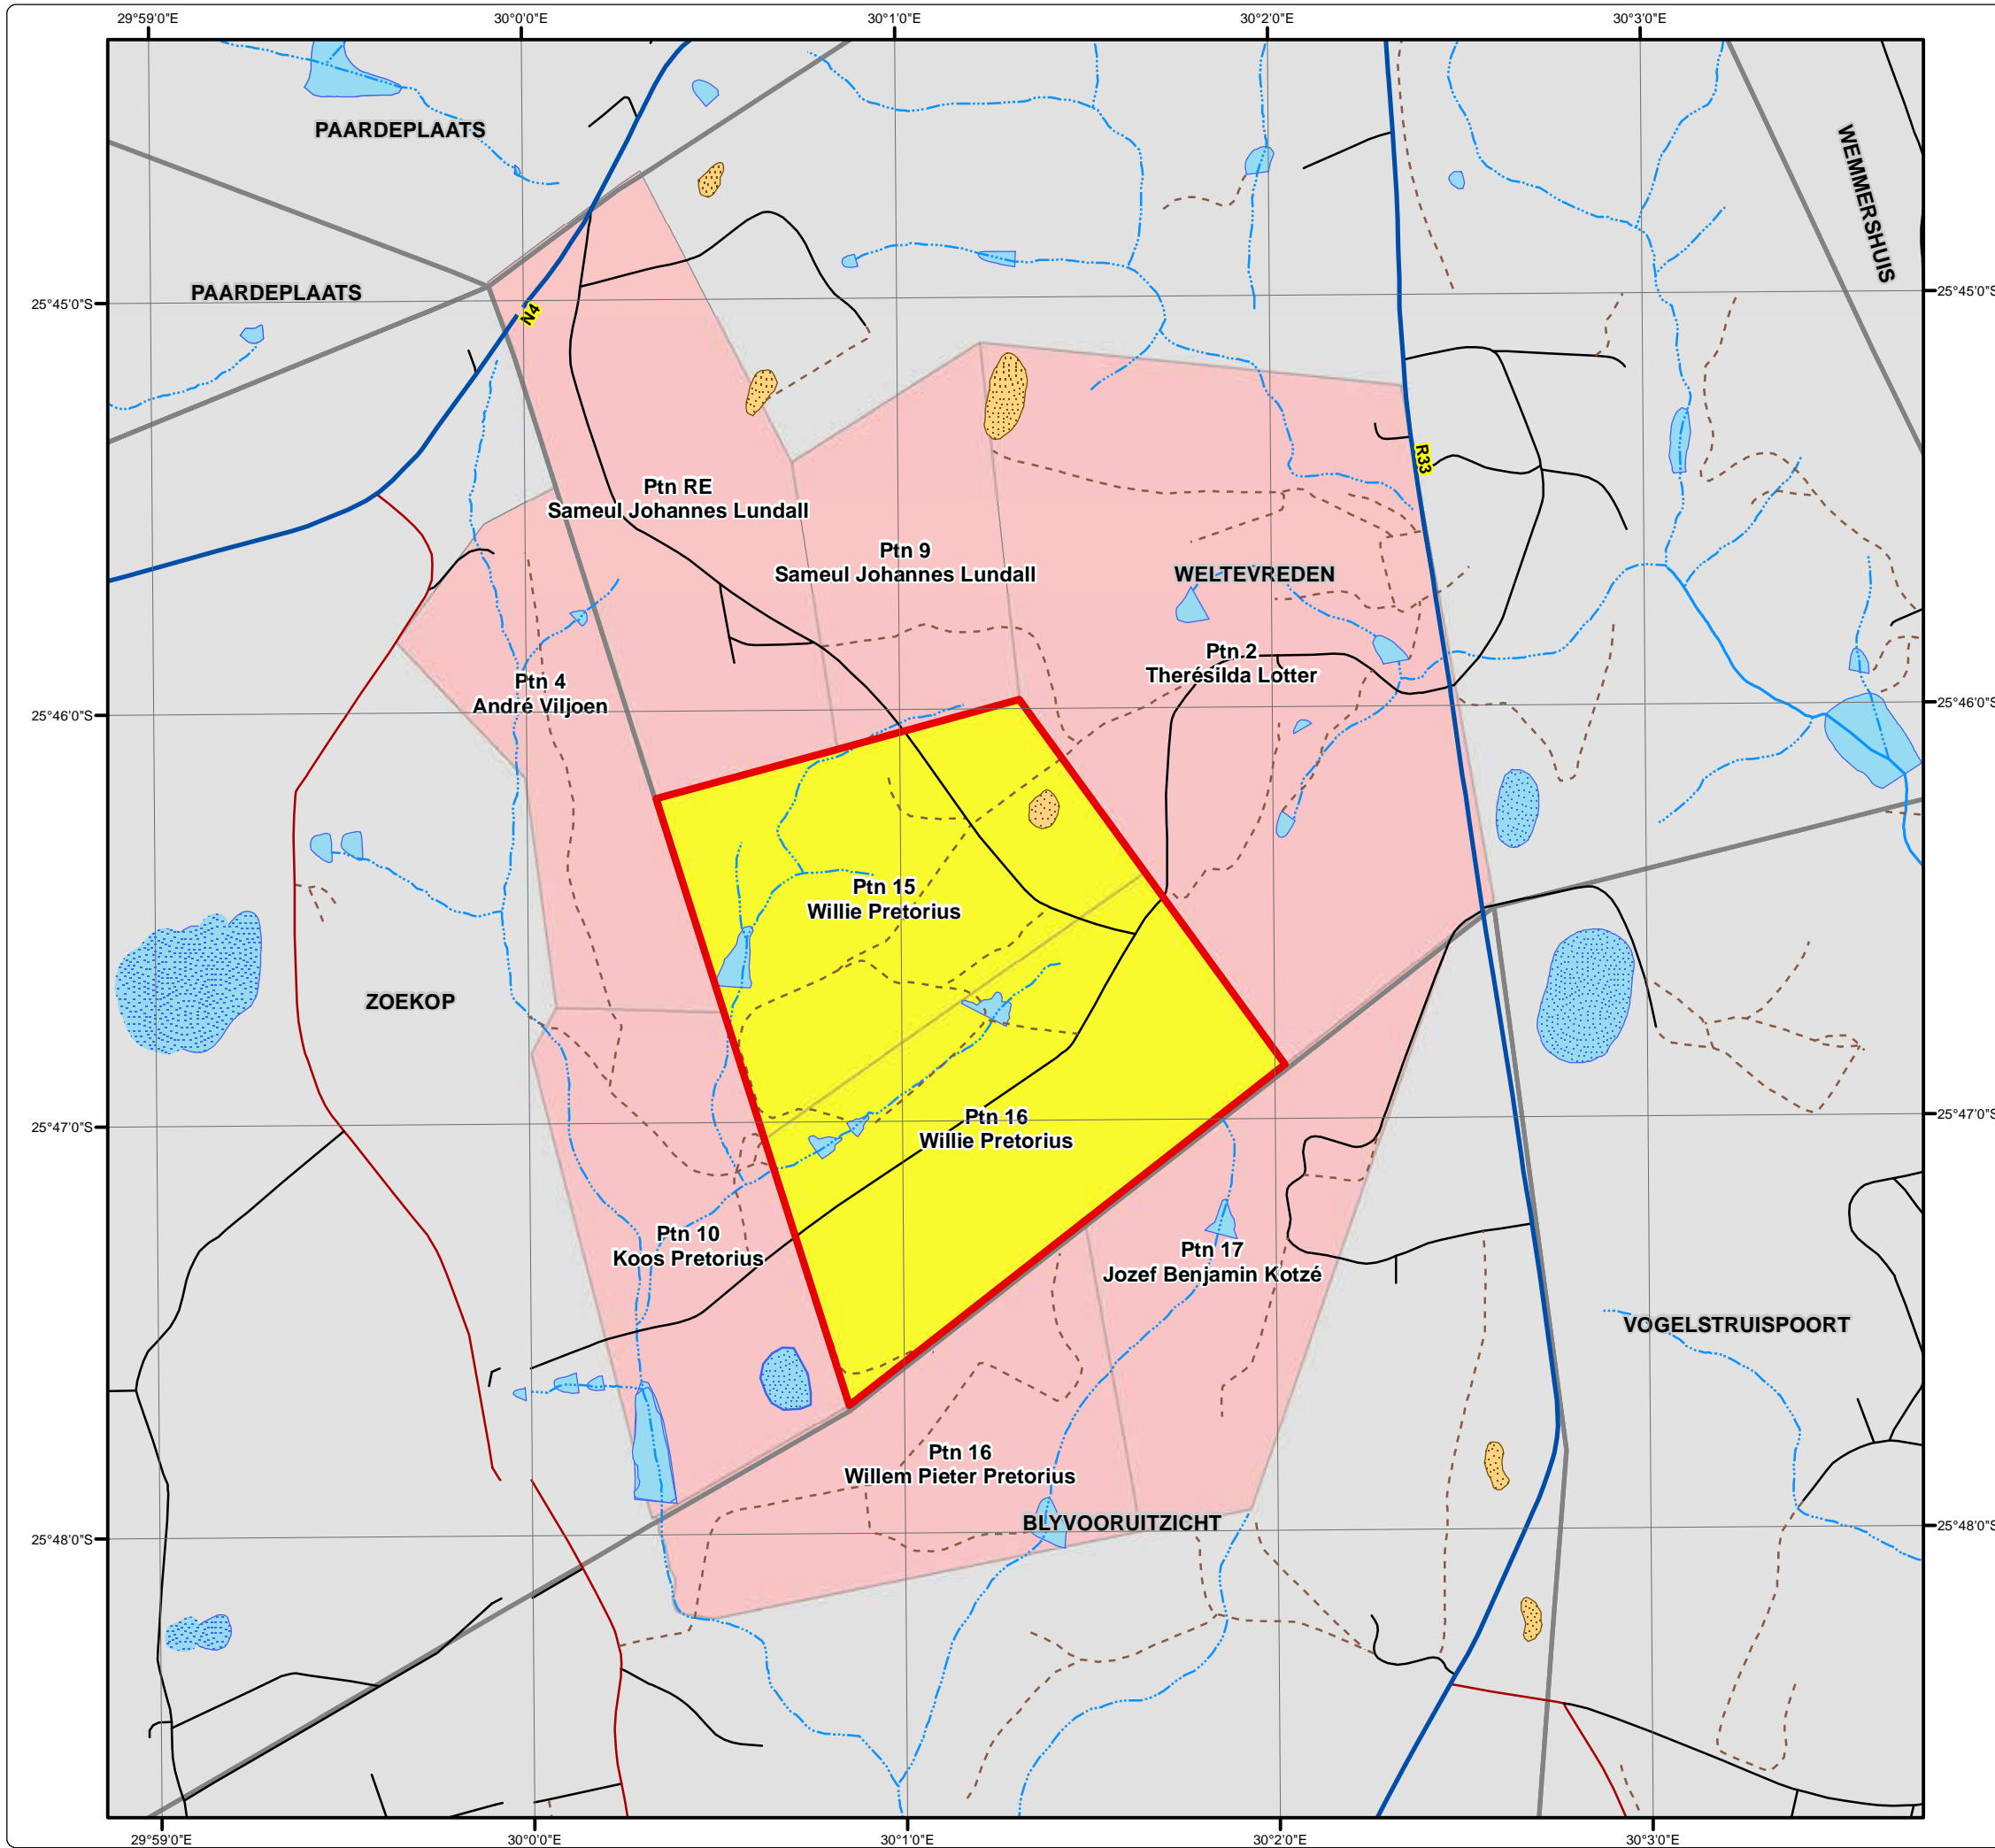 29°59'0"E 30°0'0"E 30°1'0"E 30°2'0"E 30°3'0"E
PAARDEPLAATS
WEMMERSHUIS
PAARDEPLAATS
25°45'0"S 25°45'0"S
N4
R33
Ptn RE
Sameul Johannes Lundall
Ptn 9
Sameul Johannes Lundall
WELTEVREDEN
Ptn 2
Therésilda Lotter
Ptn 4
André Viljoen
25°46'0"S 25°46'0"S
Ptn 15
Willie Pretorius
ZOEKOP
Ptn 16
Willie Pretorius
25°47'0"S 25°47'0"S
Ptn 10
Koos Pretorius
Ptn 17
Jozef Benjamin Kotzé
VOGELSTRUISPOORT
Ptn 16
Willem Pieter Pretorius
BLYVOORUITZICHT
25°48'0"S 25°48'0"S
29°59'0"E 30°0'0"E 30°1'0"E 30°2'0"E 30°3'0"E